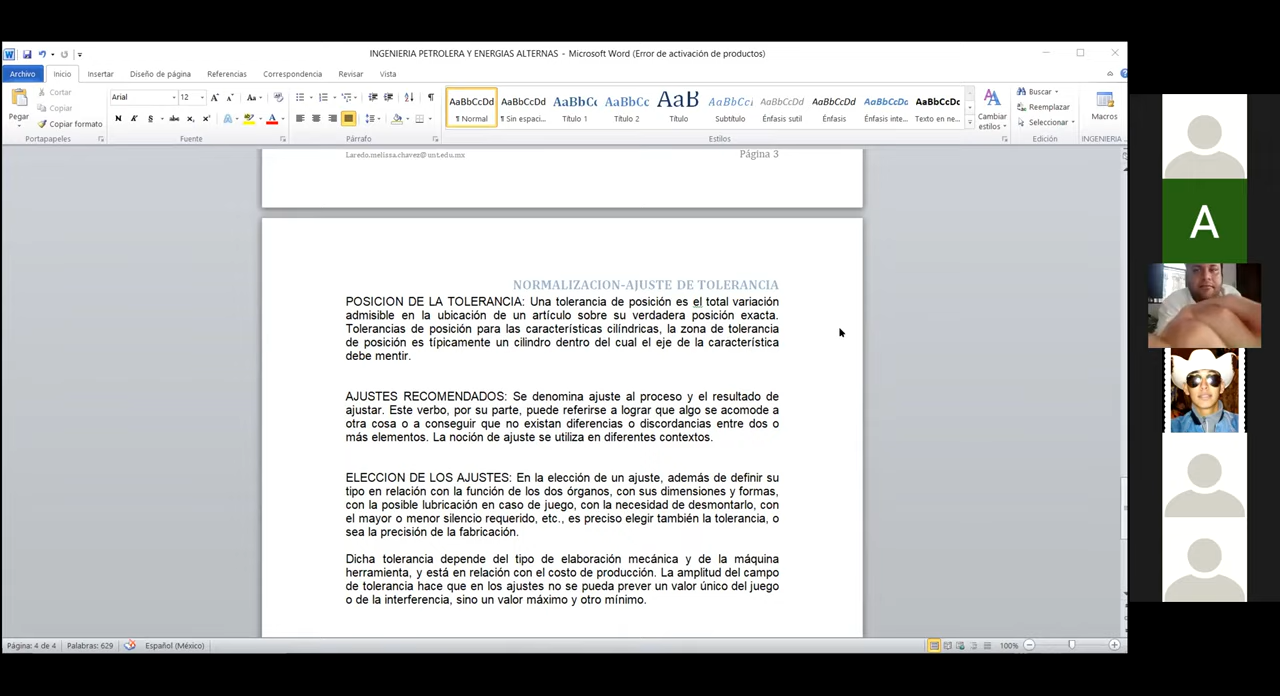 INGENIERIA PETROLERA Y ENERGIAS ALTERNAS - Microsoft Word (Error de activación de productos)
Archivo Inicio Insertar Diseño de página Referencias Correspondencia Revisar Vista
Cortar
Copiar
Copiar formato
Pegar
Portapapeles
Arial 12
Fuente
Párrafo
AaBbCcDd AaBbCcDd AaBbCc AaBbCc AaB AaBbCcI AaBbCcDd AaBbCcDd AaBbCcDd AaBbCcDc
¶ Normal ¶ Sin espaci... Título 1 Título 2 Título Subtítulo Énfasis sutil Énfasis Énfasis inte... Texto en ne...
Estilos
Cambiar estilos
Buscar
Reemplazar
Seleccionar
Edición
Macros
INGENIERIA
Laredo.melissa.chavez@unt.edu.mx Página 3
NORMALIZACION-AJUSTE DE TOLERANCIA
POSICION DE LA TOLERANCIA: Una tolerancia de posición es el total variación
admisible en la ubicación de un artículo sobre su verdadera posición exacta.
Tolerancias de posición para las características cilíndricas, la zona de tolerancia
de posición es típicamente un cilindro dentro del cual el eje de la característica
debe mentir.
AJUSTES RECOMENDADOS: Se denomina ajuste al proceso y el resultado de
ajustar. Este verbo, por su parte, puede referirse a lograr que algo se acomode a
otra cosa o a conseguir que no existan diferencias o discordancias entre dos o
más elementos. La noción de ajuste se utiliza en diferentes contextos.
ELECCION DE LOS AJUSTES: En la elección de un ajuste, además de definir su
tipo en relación con la función de los dos órganos, con sus dimensiones y formas,
con la posible lubricación en caso de juego, con la necesidad de desmontarlo, con
el mayor o menor silencio requerido, etc., es preciso elegir también la tolerancia, o
sea la precisión de la fabricación.
Dicha tolerancia depende del tipo de elaboración mecánica y de la máquina
herramienta, y está en relación con el costo de producción. La amplitud del campo
de tolerancia hace que en los ajustes no se pueda prever un valor único del juego
o de la interferencia, sino un valor máximo y otro mínimo.
Página: 4 de 4 Palabras: 629 Español (México) 100%
A